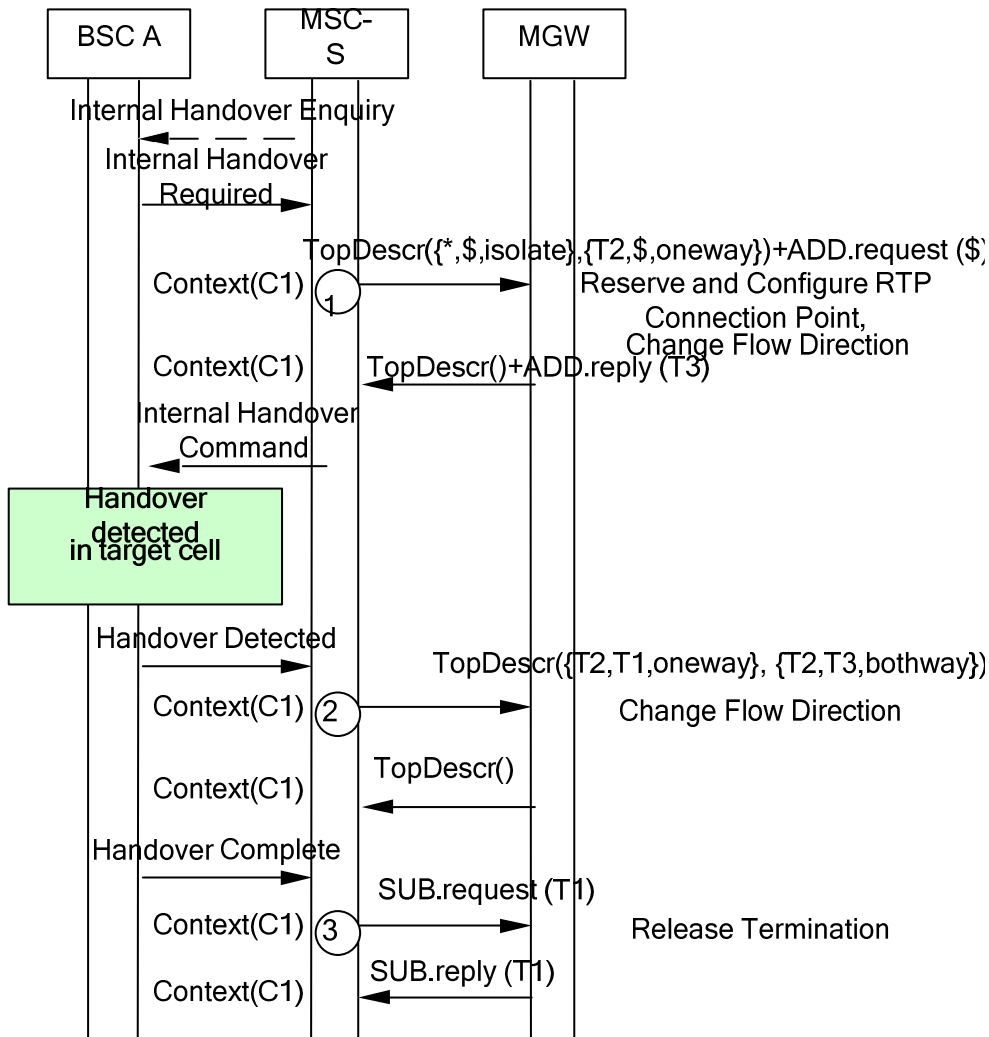 BSC A
MSC-
S
MGW
Internal Handover Enquiry
Internal Handover
Required
TopDescr({*,$,isolate},{T2,$,oneway})+ADD.request ($)
Context(C1)
1
Reserve and Configure RTP
Connection Point,
Change Flow Direction
Context(C1)
TopDescr()+ADD.reply (T3)
Internal Handover
Command
Handover
detected
in target cell
Handover Detected
TopDescr({T2,T1,oneway}, {T2,T3,bothway})
Context(C1)
2
Change Flow Direction
TopDescr()
Context(C1)
Handover Complete
SUB.request (T1)
Context(C1)
3
Release Termination
SUB.reply (T1)
Context(C1)